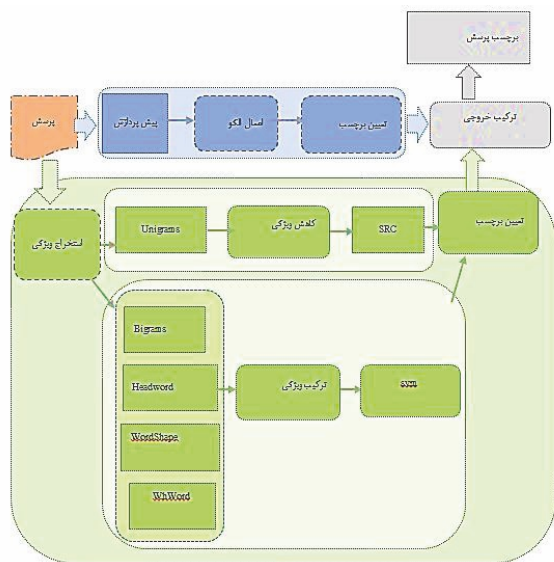 برچسب پرسش
پرسش
پیش پردازش
اعمال الگو
تعیین برچسب
ترکیب خروجی
استخراج ویژگی
Unigrams
کاهش ویژگی
SRC
تعیین برچسب
Bigrams
Headword
WordShape
WhWord
ترکیب ویژگی
svm